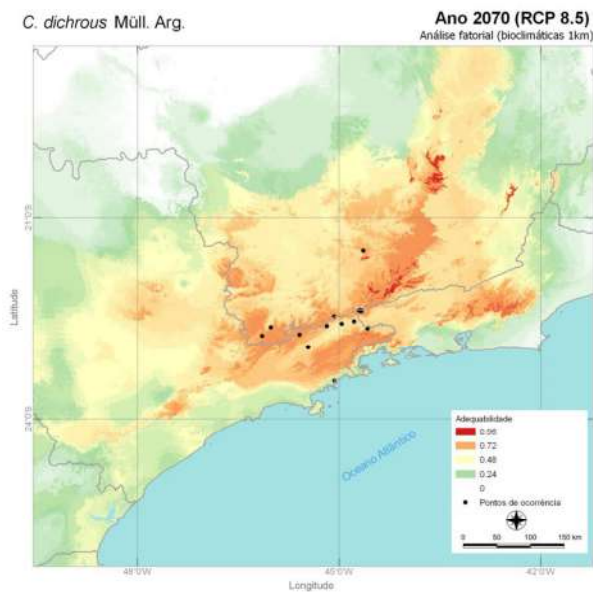 C. dichrous Müll. Arg.
Ano 2070 (RCP 8.5)
Análise fatorial (bioclimáticas 1km)
Latitude
21°0'S
24°0'S
Oceano Atlântico
Adequabilidade
0.96
0.72
0.48
0.24
0
Pontos de ocorrência
0 50 100 150 km
48°0'W
45°0'W
42°0'W
Longitude